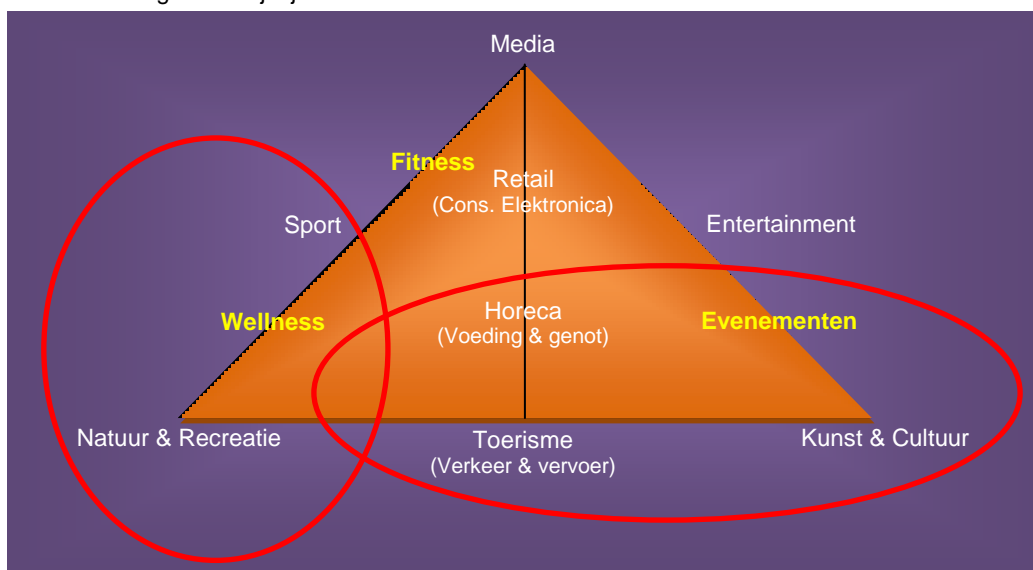 Media
Fitness
Retail
(Cons. Elektronica)
Sport
Entertainment
Wellness
Horeca
(Voeding & genot)
Evenementen
Natuur & Recreatie
Toerisme
(Verkeer & vervoer)
Kunst & Cultuur